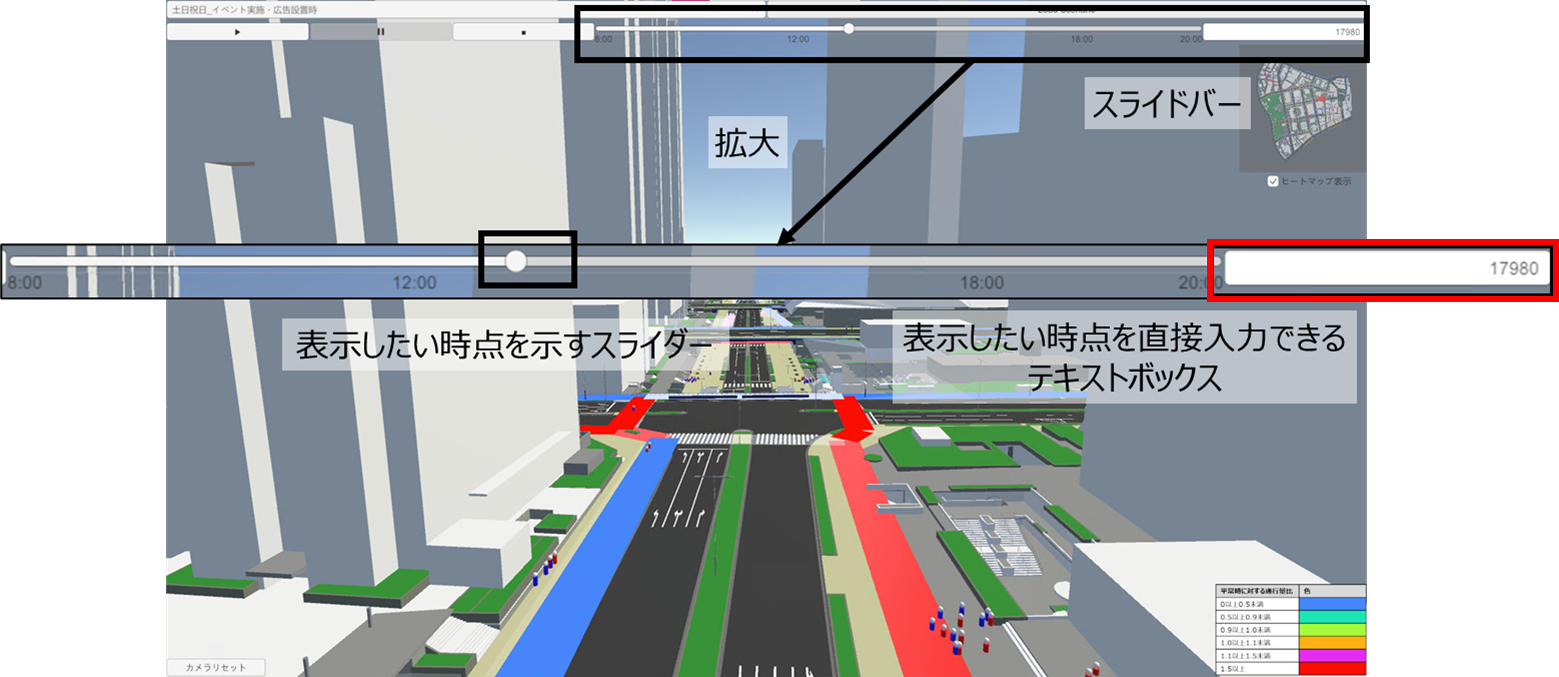 土日祝日_イベント実施・広告設置時
8:00 12:00 18:00 20:00
17980
スライドバー
拡大
ヒートマップ表示
8:00 12:00 18:00 20:00
17980
表示したい時点を示すスライダー
表示したい時点を直接入力できる
テキストボックス
平常時に対する通行量比 色
0以上0.5未満
0.5以上0.9未満
0.9以上1.0未満
1.0以上1.1未満
1.1以上1.5未満
1.5以上
カメラリセット